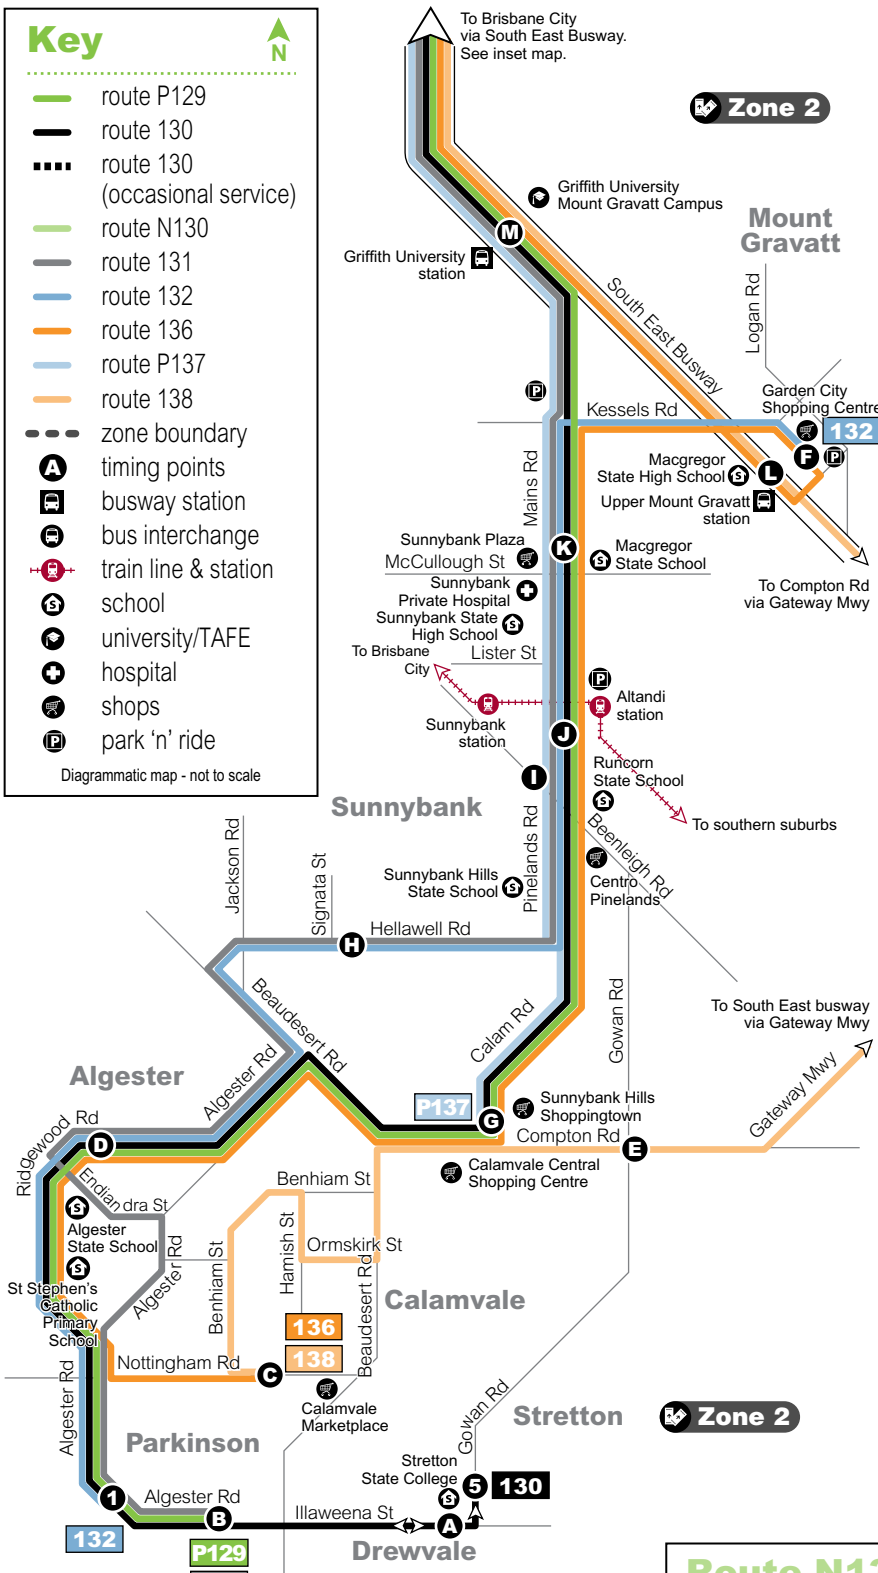 Key
N
route P129
route 130
route 130
(occasional service)
route N130
route 131
route 132
route 136
route P137
route 138
zone boundary
A timing points
busway station
bus interchange
train line & station
school
university/TAFE
hospital
shops
P park ‘n’ ride
Diagrammatic map - not to scale
To Brisbane City
via South East Busway.
See inset map.
Zone 2
Griffith University
Mount Gravatt Campus
M
Griffith University
station
Mount
Gravatt
South East Busway
Logan Rd
P
Kessels Rd
Garden City
Shopping Centre
132
F
P
Mains Rd
Macgregor
State High School
L
Upper Mount Gravatt
station
Sunnybank Plaza
K
McCullough St
Macgregor
State School
To Compton Rd
via Gateway Mwy
Sunnybank
Private Hospital
Sunnybank State
High School
Lister St
To Brisbane
City
P
Altandi
station
Sunnybank
station
J
I
Runcorn
State School
To southern suburbs
Sunnybank
Beenleigh Rd
Pinelands Rd
Centro
Pinelands
Jackson Rd
Signata St
Sunnybank Hills
State School
Hellawell Rd
H
Beaudesert Rd
Calam Rd
Gowan Rd
To South East busway
via Gateway Mwy
Algester
Algester Rd
P137
G
Sunnybank Hills
Shoppingtown
Gateway Mwy
Compton Rd
E
Ridgewood Rd
D
Calamvale Central
Shopping Centre
Endiandra St
Benhiam St
Algester
State School
Algester Rd
Benhiam St
Hamish St
Ormskirk St
Beaudesert Rd
St Stephen’s
Catholic
Primary
School
Calamvale
136
138
Nottingham Rd
C
Algester Rd
Calamvale
Marketplace
Gowan Rd
Stretton
Zone 2
Parkinson
Stretton
State College
5
130
1
Algester Rd
B
Illaweena St
A
132
P129
Drewvale